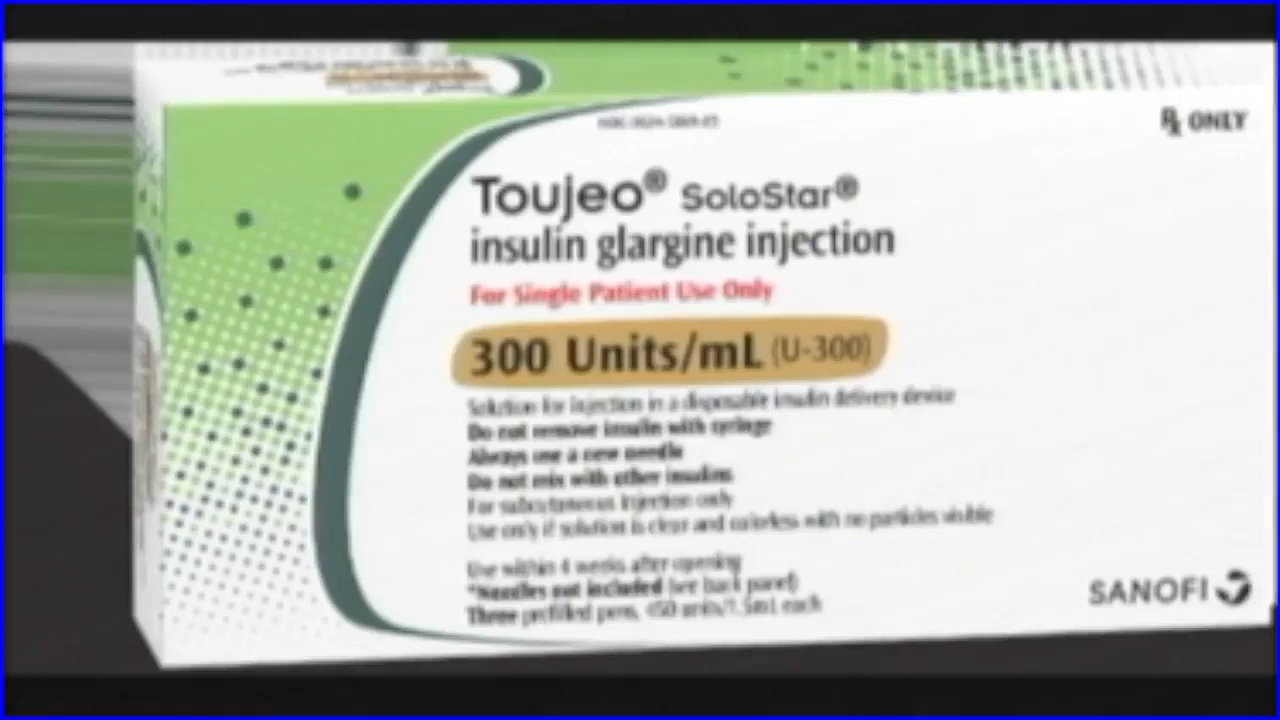 ℞ ONLY
Toujeo® SoloStar®
insulin glargine injection
For Single Patient Use Only
300 Units/mL (U-300)
Solution for injection in a disposable insulin delivery device
Do not remove insulin with syringe
Always use a new needle
Do not mix with other insulins
For subcutaneous injection only
Use only if solution is clear and colorless with no particles visible
Use within 4 weeks after opening
*Needles not included (see back panel)
Three prefilled pens, 450 units/1.5mL each
SANOFI